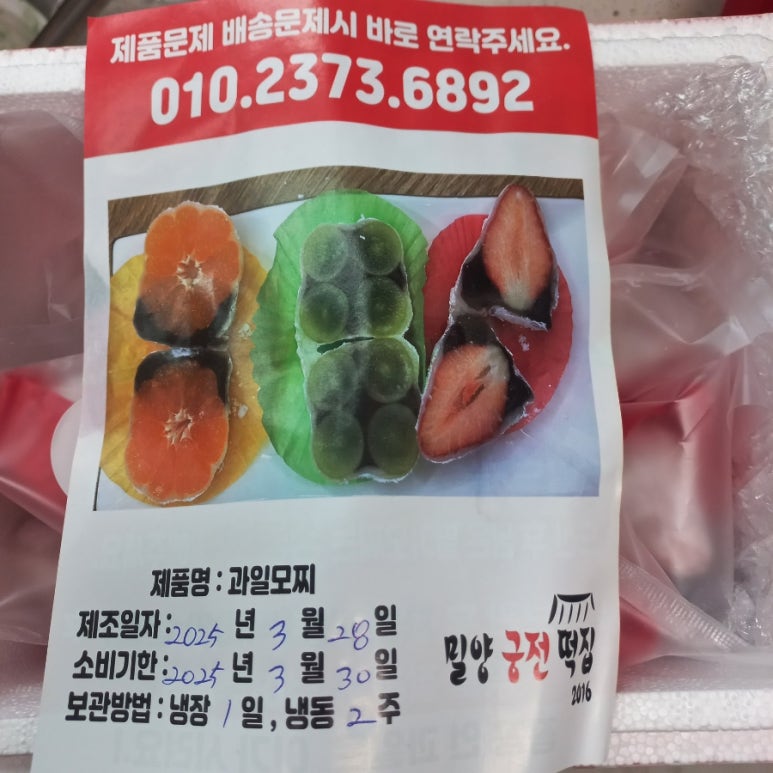 제품문제 배송문제시 바로 연락주세요.
010.2373.6892
제품명 : 과일모찌
제조일자 : 2025 년 3 월 28 일
소비기한 : 2025 년 3 월 30 일
보관방법 : 냉장 1 일, 냉동 2 주
밀양 궁전 떡집
2016